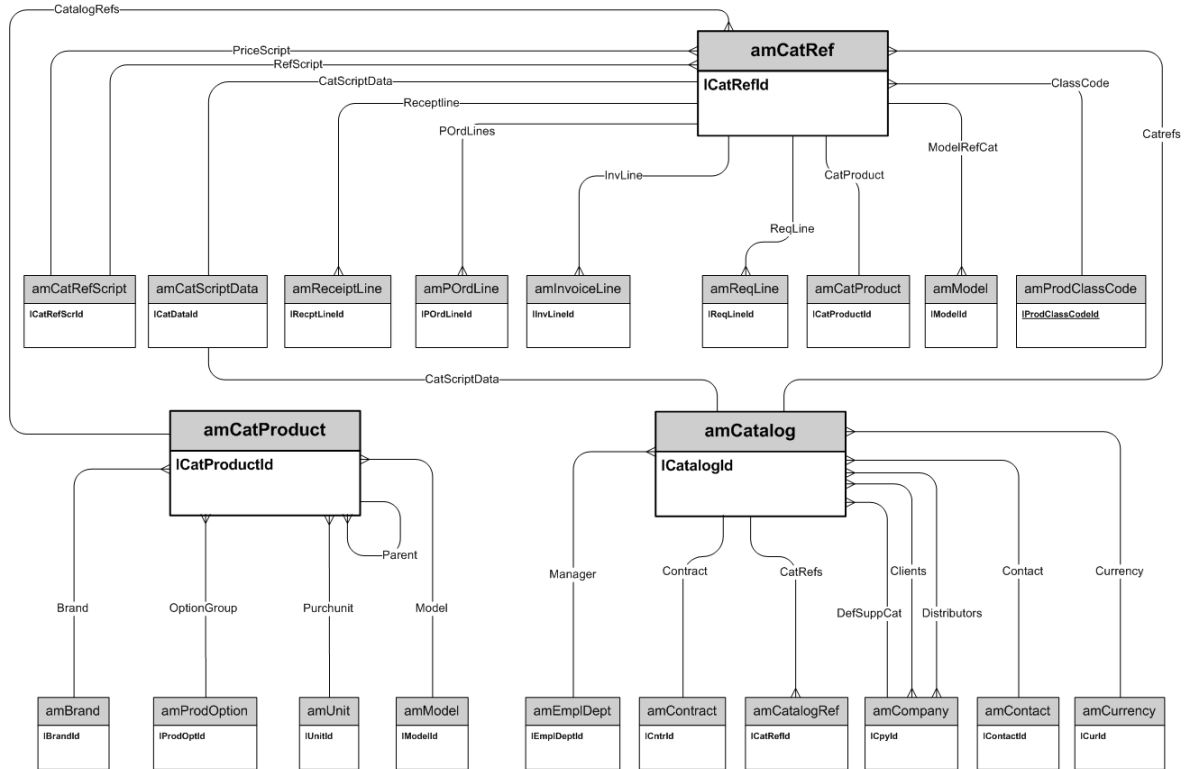 CatalogRefs
amCatRef
lCatRefId
PriceScript
RefScript
CatScriptData
Receptline
POrdLines
ClassCode
Catrefs
ModelRefCat
InvLine
CatProduct
ReqLine
amCatRefScript
lCatRefScrId
amCatScriptData
lCatDataId
amReceiptLine
lRecptLineId
amPOrdLine
lPOrdLineId
amInvoiceLine
lInvLineId
amReqLine
lReqLineId
amCatProduct
lCatProductId
amModel
lModelId
amProdClassCode
lProdClassCodeId
CatScriptData
amCatProduct
lCatProductId
amCatalog
lCatalogId
Parent
Brand
OptionGroup
Purchunit
Model
Manager
Contract
CatRefs
DefSuppCat
Clients
Distributors
Contact
Currency
amBrand
lBrandId
amProdOption
lProdOptId
amUnit
lUnitId
amModel
lModelId
amEmplDept
lEmplDeptId
amContract
lCntrId
amCatalogRef
lCatRefId
amCompany
lCpyId
amContact
lContactId
amCurrency
lCurId